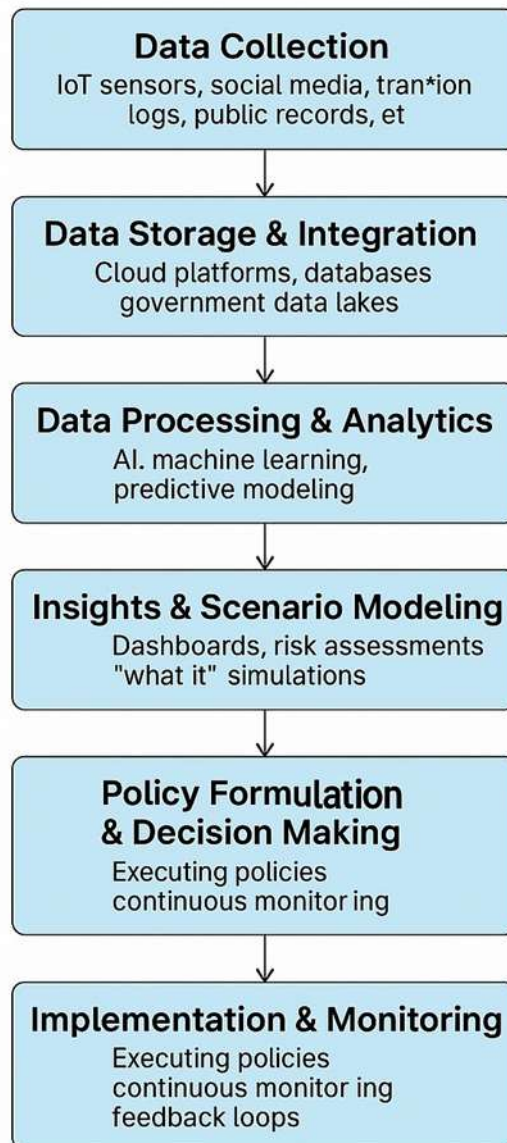 Data Collection
IoT sensors, social media, tran*ion
logs, public records, et
Data Storage & Integration
Cloud platforms, databases
government data lakes
Data Processing & Analytics
AI. machine learning,
predictive modeling
Insights & Scenario Modeling
Dashboards, risk assessments
"what it" simulations
Policy Formulation
& Decision Making
Executing policies
continuous monitor ing
Implementation & Monitoring
Executing policies
continuous monitor ing
feedback loops